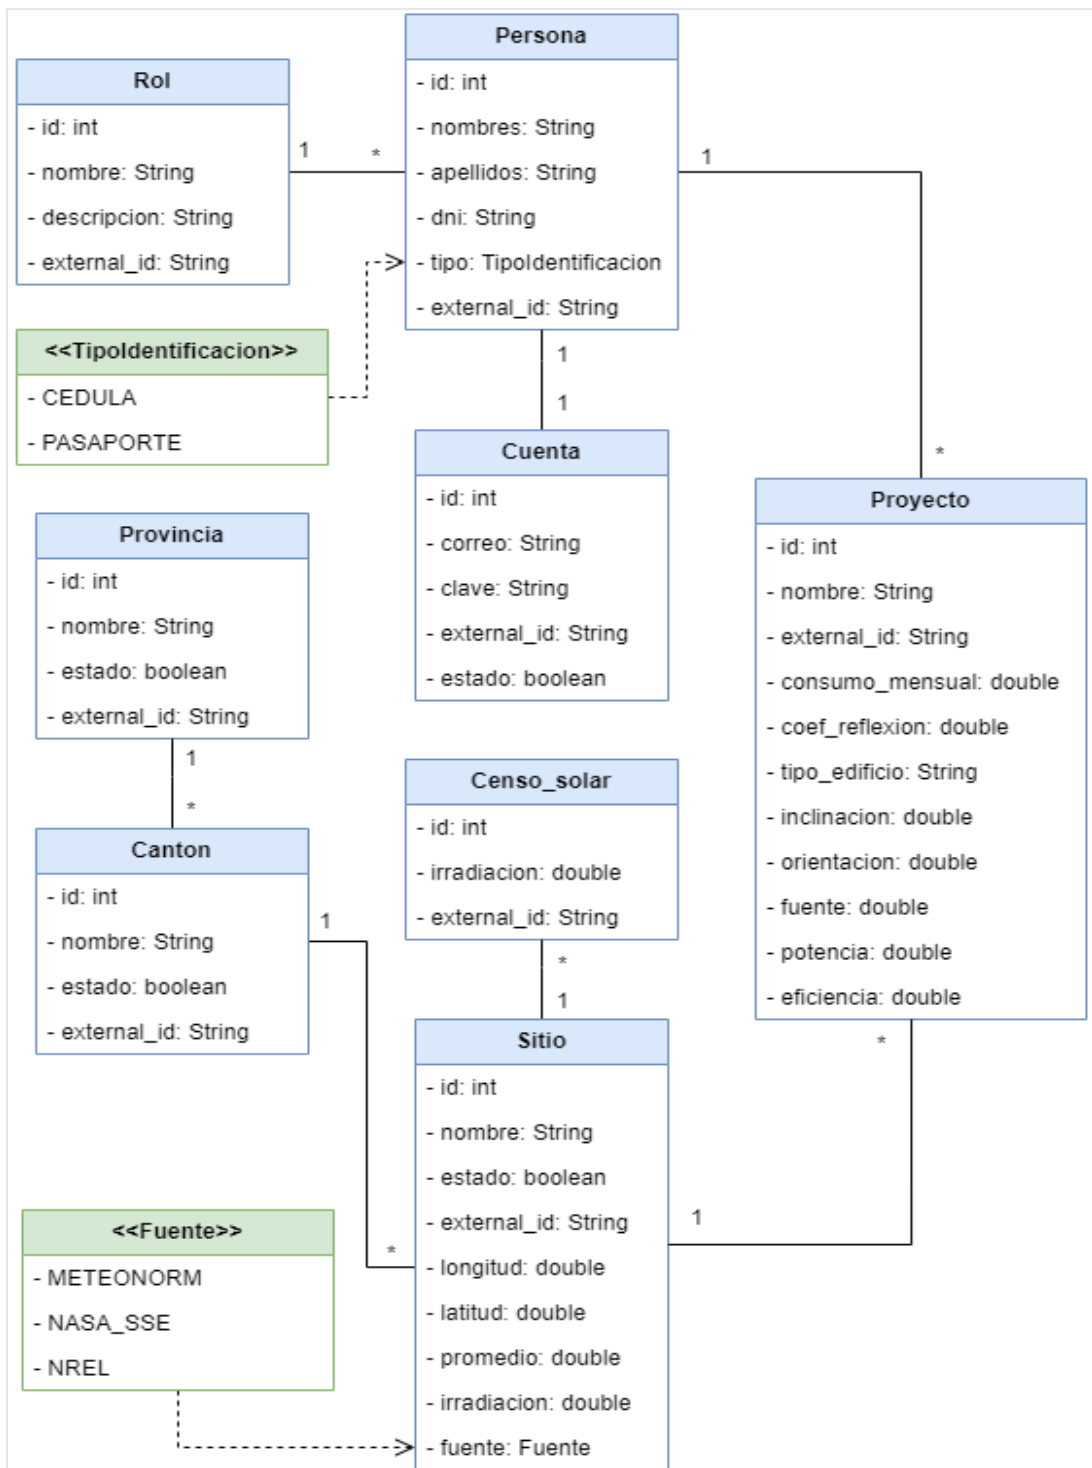 Persona
- id: int
- nombres: String
- apellidos: String
- dni: String
- tipo: TipoIdentificacion
- external_id: String
Rol
- id: int
- nombre: String
- descripcion: String
- external_id: String
1
*
1
<<TipoIdentificacion>>
- CEDULA
- PASAPORTE
1
1
*
Cuenta
- id: int
- correo: String
- clave: String
- external_id: String
- estado: boolean
Proyecto
- id: int
- nombre: String
- external_id: String
- consumo_mensual: double
- coef_reflexion: double
- tipo_edificio: String
- inclinacion: double
- orientacion: double
- fuente: double
- potencia: double
- eficiencia: double
Provincia
- id: int
- nombre: String
- estado: boolean
- external_id: String
1
*
Canton
- id: int
- nombre: String
- estado: boolean
- external_id: String
1
*
Censo_solar
- id: int
- irradiacion: double
- external_id: String
*
1
*
1
Sitio
- id: int
- nombre: String
- estado: boolean
- external_id: String
- longitud: double
- latitud: double
- promedio: double
- irradiacion: double
- fuente: Fuente
<<Fuente>>
- METEONORM
- NASA_SSE
- NREL